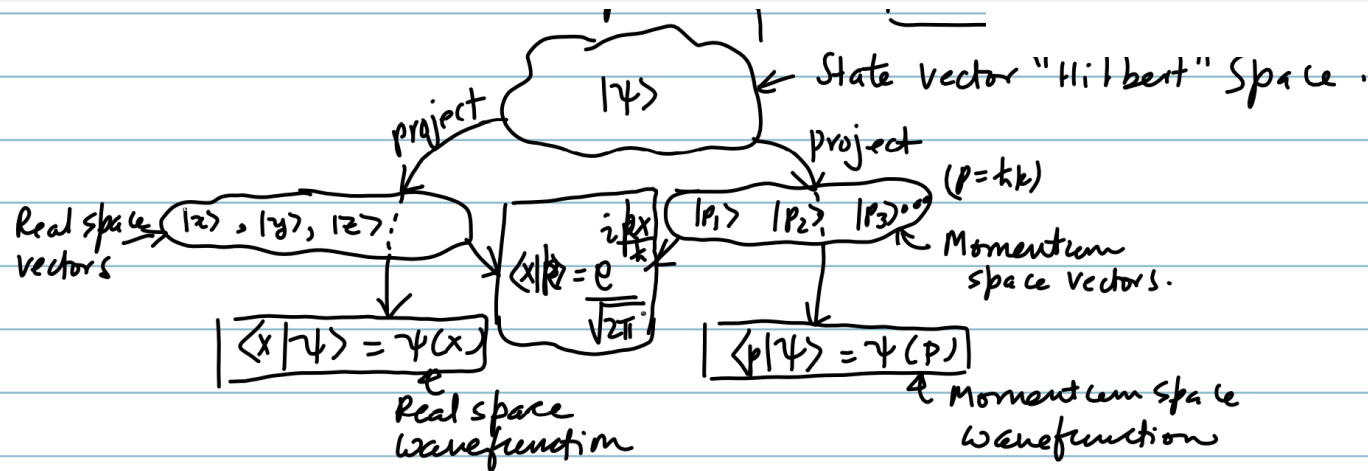 |ψ>
State vector "Hilbert" Space.
project
project
(p=ħk)
Real space
vectors
|x>, |y>, |z>
<x|p> = e^{ipx/ħ}/√2π
|p₁> |p₂> |p₃>...
Momentum
space vectors.
<x|ψ> = ψ(x)
<p|ψ> = ψ(p)
Real space
wavefunction
Momentum space
wavefunction